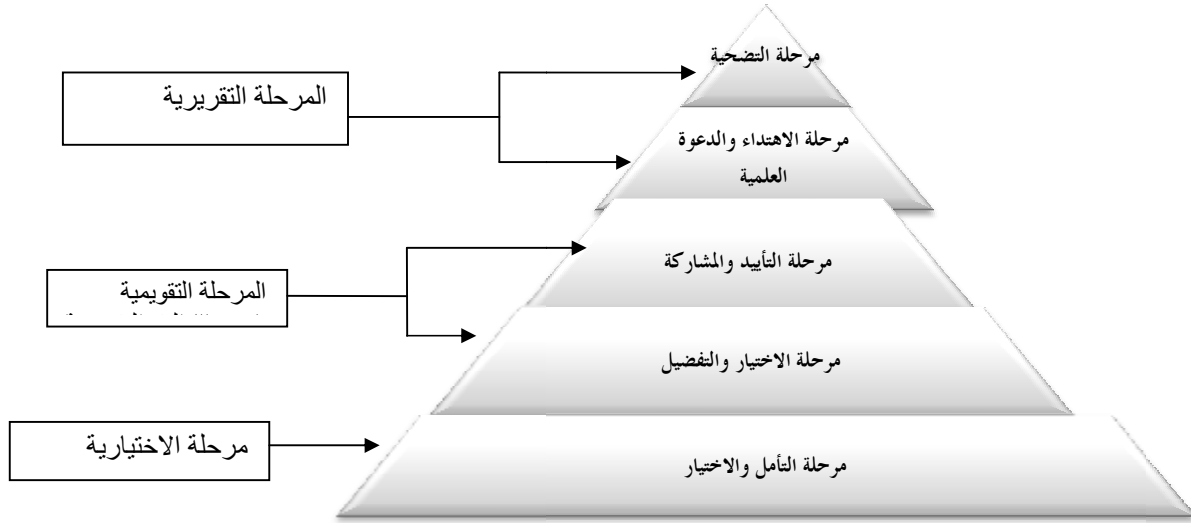 مرحلة التضحية
المرحلة التقريرية
مرحلة الاهتداء والدعوة
العلمية
مرحلة التأييد والمشاركة
المرحلة التقويمية
مرحلة الاختيار والتفضيل
مرحلة الاختيارية
مرحلة التأمل والاختيار